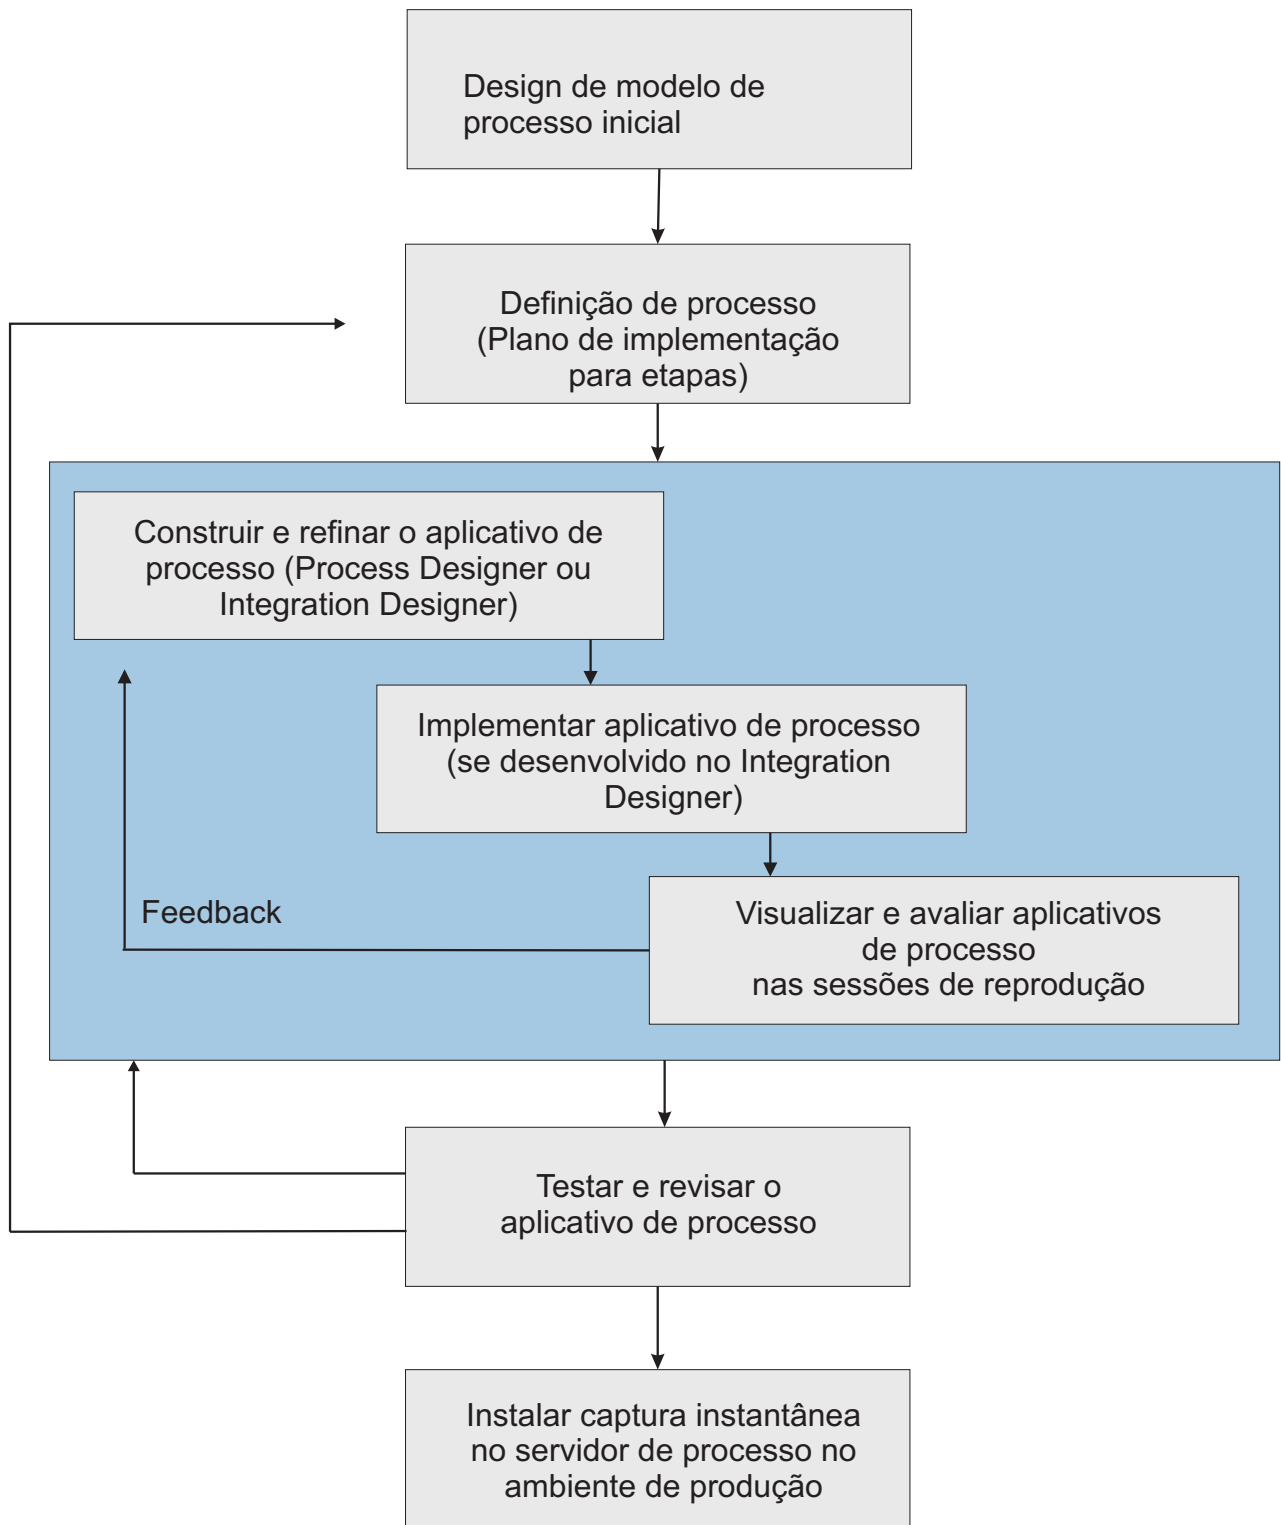 Design de modelo de
processo inicial
Definição de processo
(Plano de implementação
para etapas)
Construir e refinar o aplicativo de
processo (Process Designer ou
Integration Designer)
Implementar aplicativo de processo
(se desenvolvido no Integration
Designer)
Feedback
Visualizar e avaliar aplicativos
de processo
nas sessões de reprodução
Testar e revisar o
aplicativo de processo
Instalar captura instantânea
no servidor de processo no
ambiente de produção